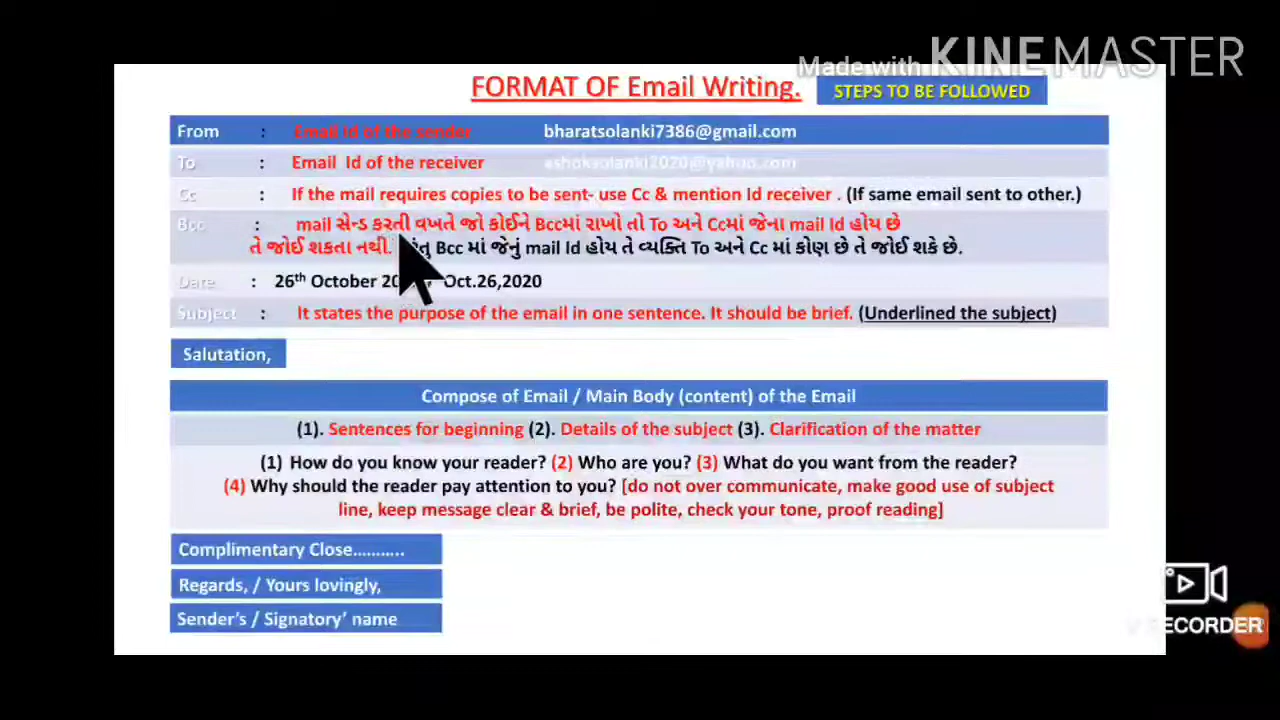 Made with KINEMASTER
FORMAT OF Email Writing. STEPS TO BE FOLLOWED
From : Email Id of the sender bharatsolanki7386@gmail.com
To : Email Id of the receiver ashoksolanki2020@yahoo.com
Cc : If the mail requires copies to be sent- use Cc & mention Id receiver . (If same email sent to other.)
Bcc : mail સેન્ડ કરતી વખતે જો કોઈને Bccમાં રાખો તો To અને Ccમાં જેના mail Id હોય છે
તે જોઈ શકતા નથી. Bcc માં જેનું mail Id હોય તે વ્યક્તિ To અને Cc માં કોણ છે તે જોઈ શકે છે.
Date : 26th October Oct.26,2020
Subject : It states the purpose of the email in one sentence. It should be brief. (Underlined the subject)
Salutation,
Compose of Email / Main Body (content) of the Email
(1). Sentences for beginning (2). Details of the subject (3). Clarification of the matter
(1) How do you know your reader? (2) Who are you? (3) What do you want from the reader?
(4) Why should the reader pay attention to you? [do not over communicate, make good use of subject
line, keep message clear & brief, be polite, check your tone, proof reading]
Complimentary Close...........
Regards, / Yours lovingly,
Sender's / Signatory' name
RECORDER